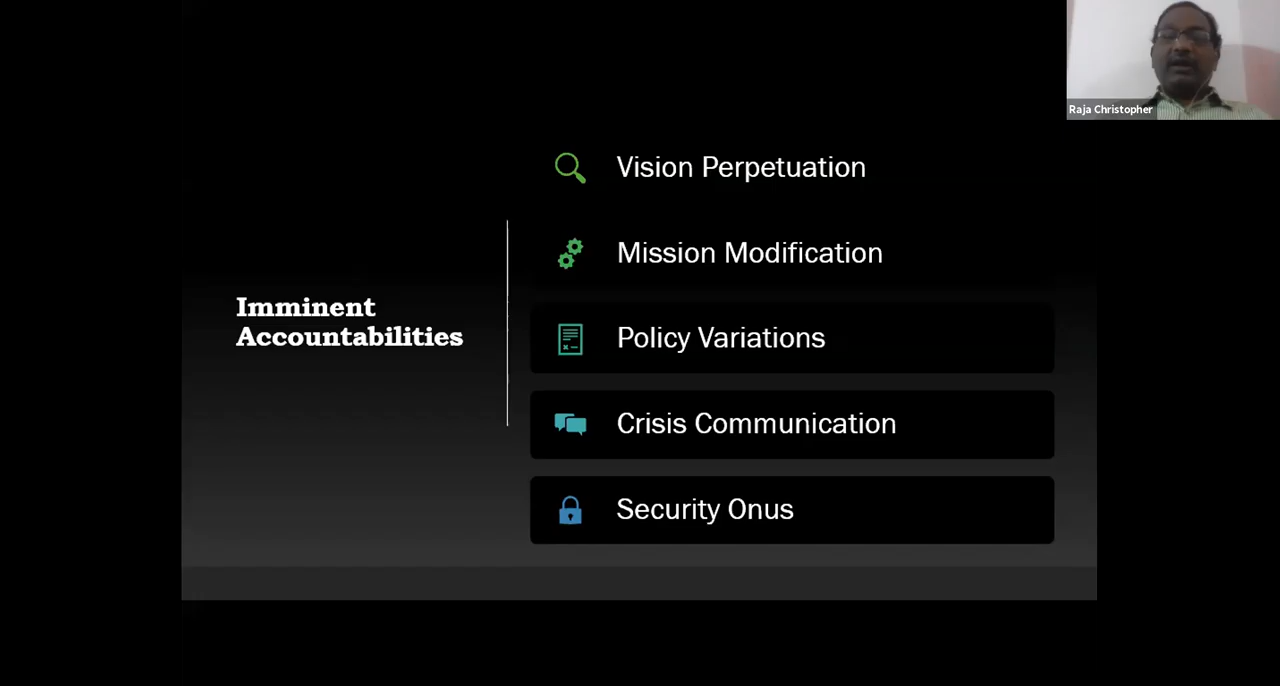 Raja Christopher
Vision Perpetuation
Mission Modification
Imminent
Accountabilities
Policy Variations
Crisis Communication
Security Onus